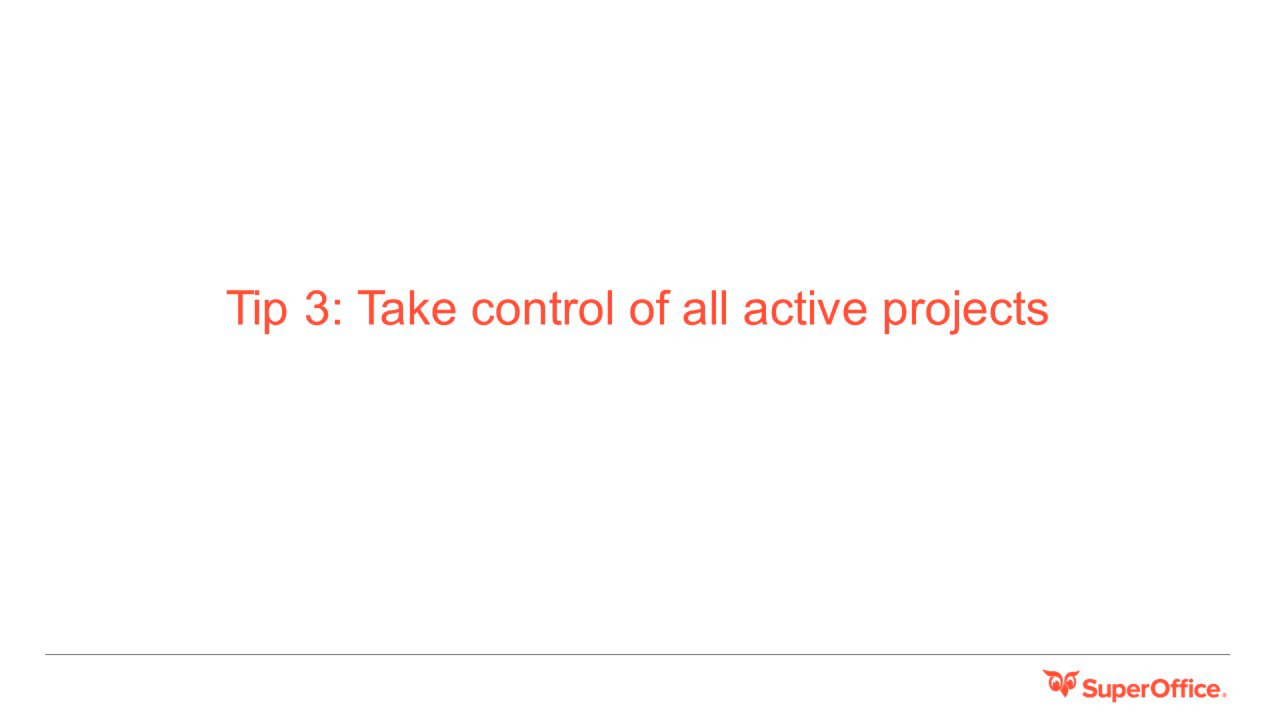 Tip 3: Take control of all active projects
SuperOffice.